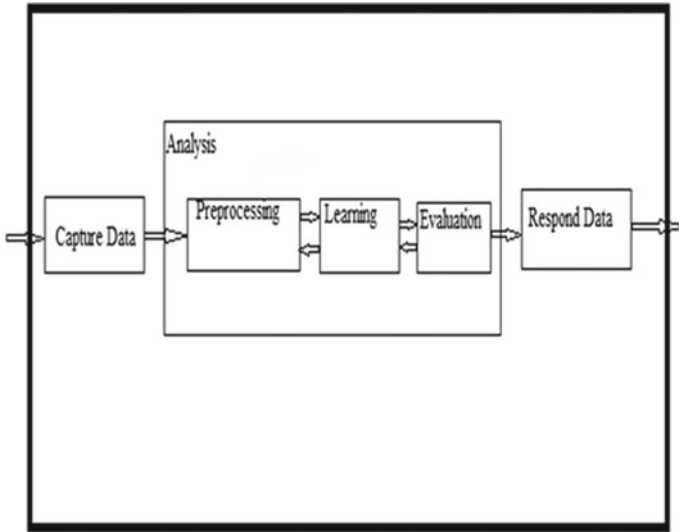 Analysis
Capture Data
Preprocessing
Learning
Evaluation
Respond Data